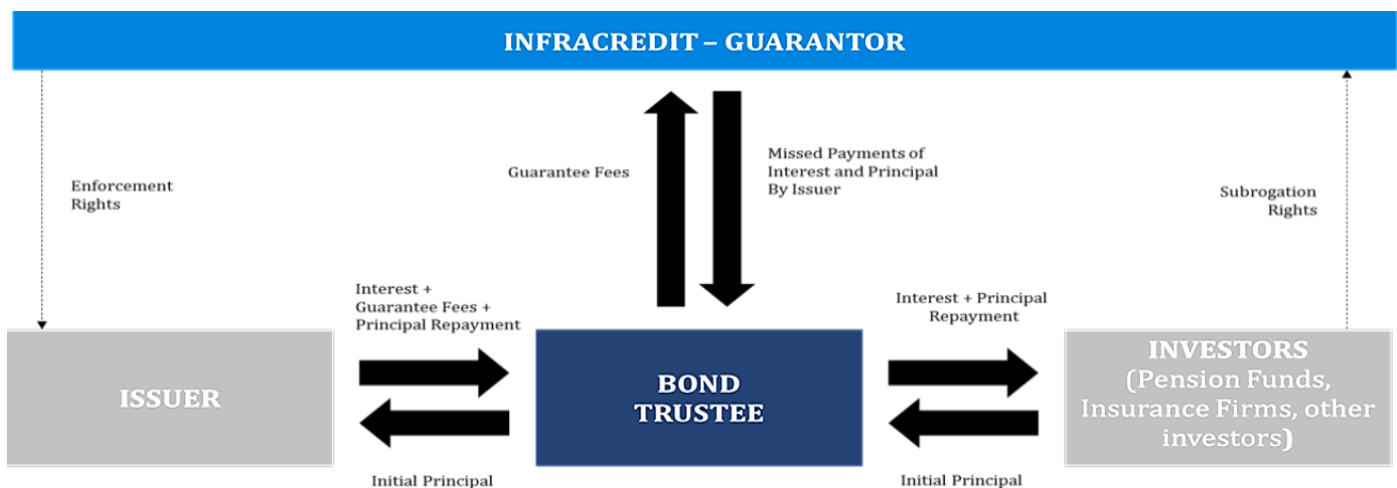 INFRACREDIT – GUARANTOR
Enforcement
Rights
Guarantee Fees
Missed Payments of
Interest and Principal
By Issuer
Subrogation
Rights
Interest +
Guarantee Fees +
Principal Repayment
Interest + Principal
Repayment
ISSUER
BOND
TRUSTEE
INVESTORS
(Pension Funds,
Insurance Firms, other
investors)
Initial Principal
Initial Principal